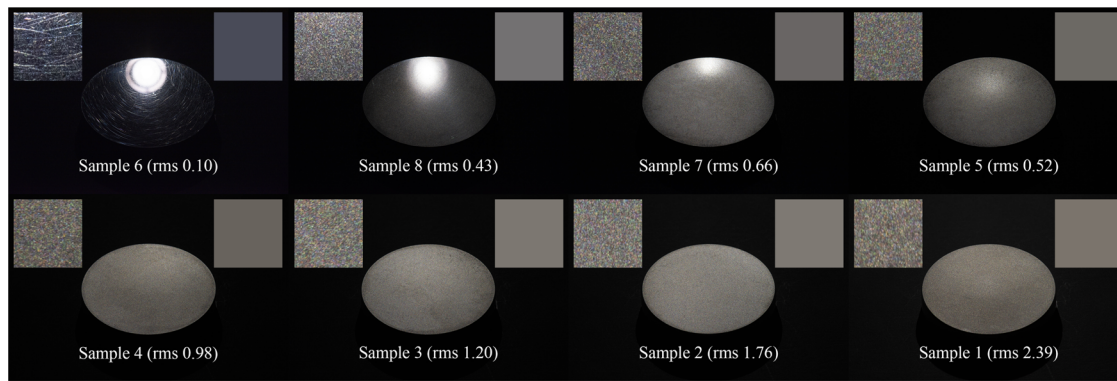 Sample 6 (rms 0.10)
Sample 8 (rms 0.43)
Sample 7 (rms 0.66)
Sample 5 (rms 0.52)
Sample 4 (rms 0.98)
Sample 3 (rms 1.20)
Sample 2 (rms 1.76)
Sample 1 (rms 2.39)